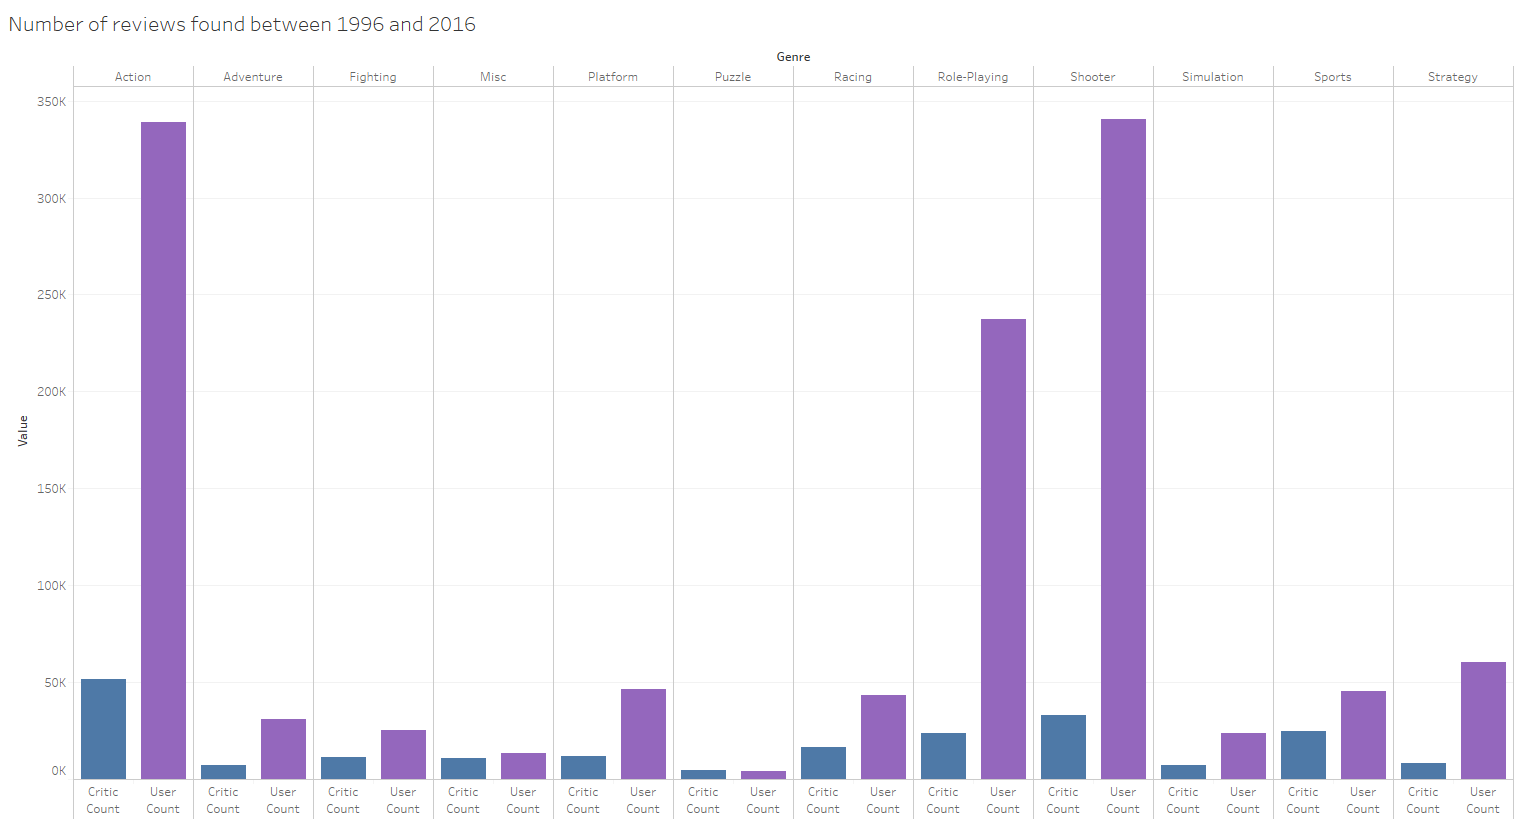 Number of reviews found between 1996 and 2016
Genre
Action Adventure Fighting Misc Platform Puzzle Racing Role-Playing Shooter Simulation Sports Strategy
350K
300K
250K
200K
150K
100K
50K
0K
Value
Critic User Critic User Critic User Critic User Critic User Critic User Critic User Critic User Critic User Critic User Critic User Critic User
Count Count Count Count Count Count Count Count Count Count Count Count Count Count Count Count Count Count Count Count Count Count Count Count